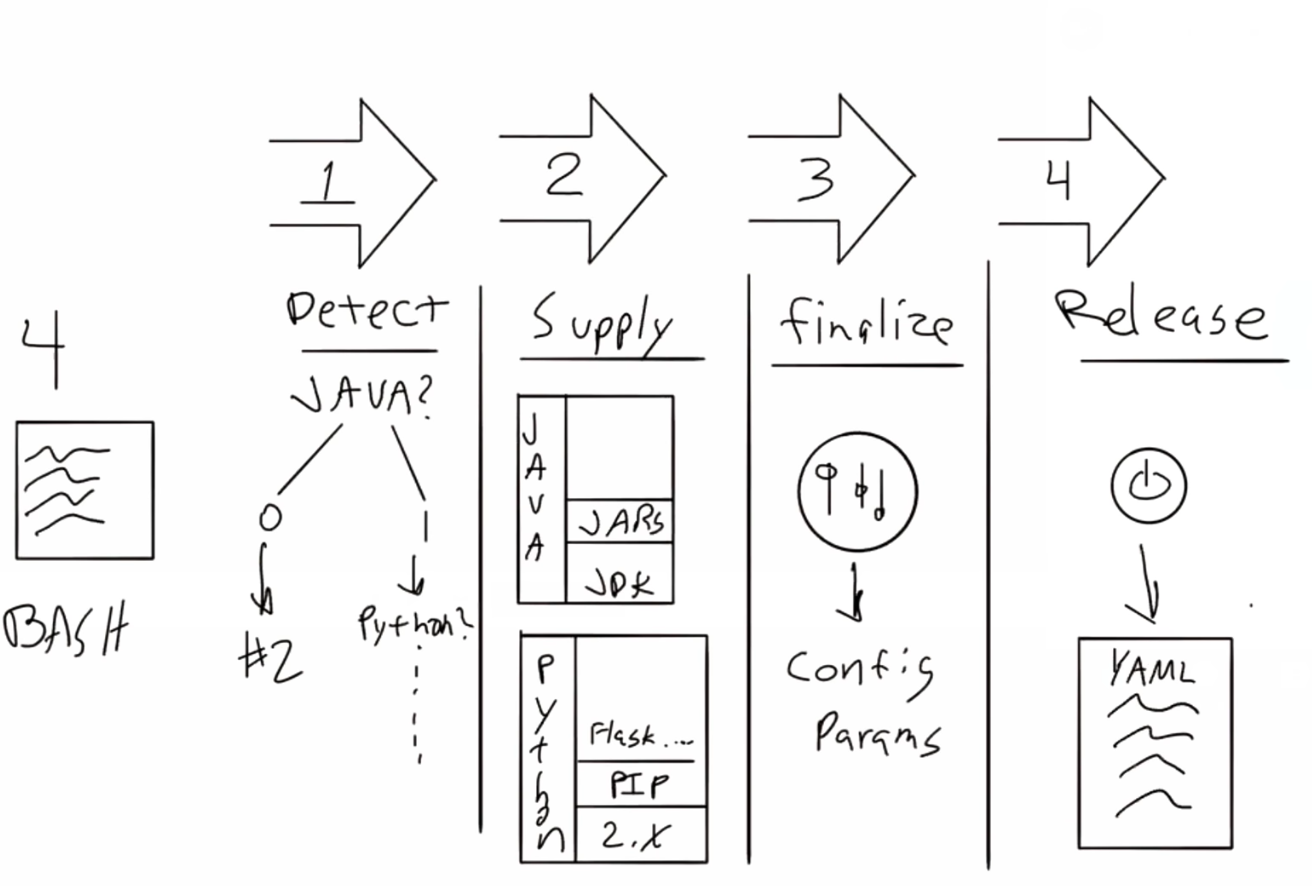 4
BASH
1
Detect
JAVA?
0
1
#2
Python?
2
Supply
JAVA
JARs
JDK
Python
Flask....
PIP
2.X
3
finalize
Config
Params
4
Release
YAML